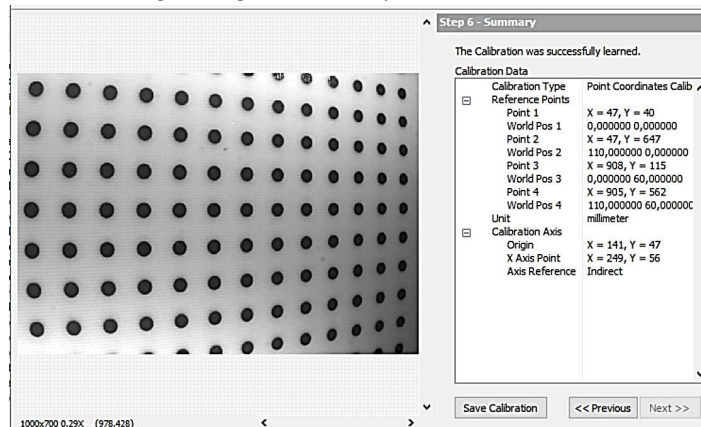 Step 6 - Summary
The Calibration was successfully learned.
Calibration Data
Calibration Type Point Coordinates Calib
Reference Points
Point 1 X = 47, Y = 40
World Pos 1 0,000000 0,000000
Point 2 X = 47, Y = 647
World Pos 2 110,000000 0,000000
Point 3 X = 908, Y = 115
World Pos 3 0,000000 60,000000
Point 4 X = 905, Y = 562
World Pos 4 110,000000 60,000000
Unit millimeter
Calibration Axis
Origin X = 141, Y = 47
X Axis Point X = 249, Y = 56
Axis Reference Indirect
Save Calibration << Previous Next >>
1000x700 0.29X (978,428)